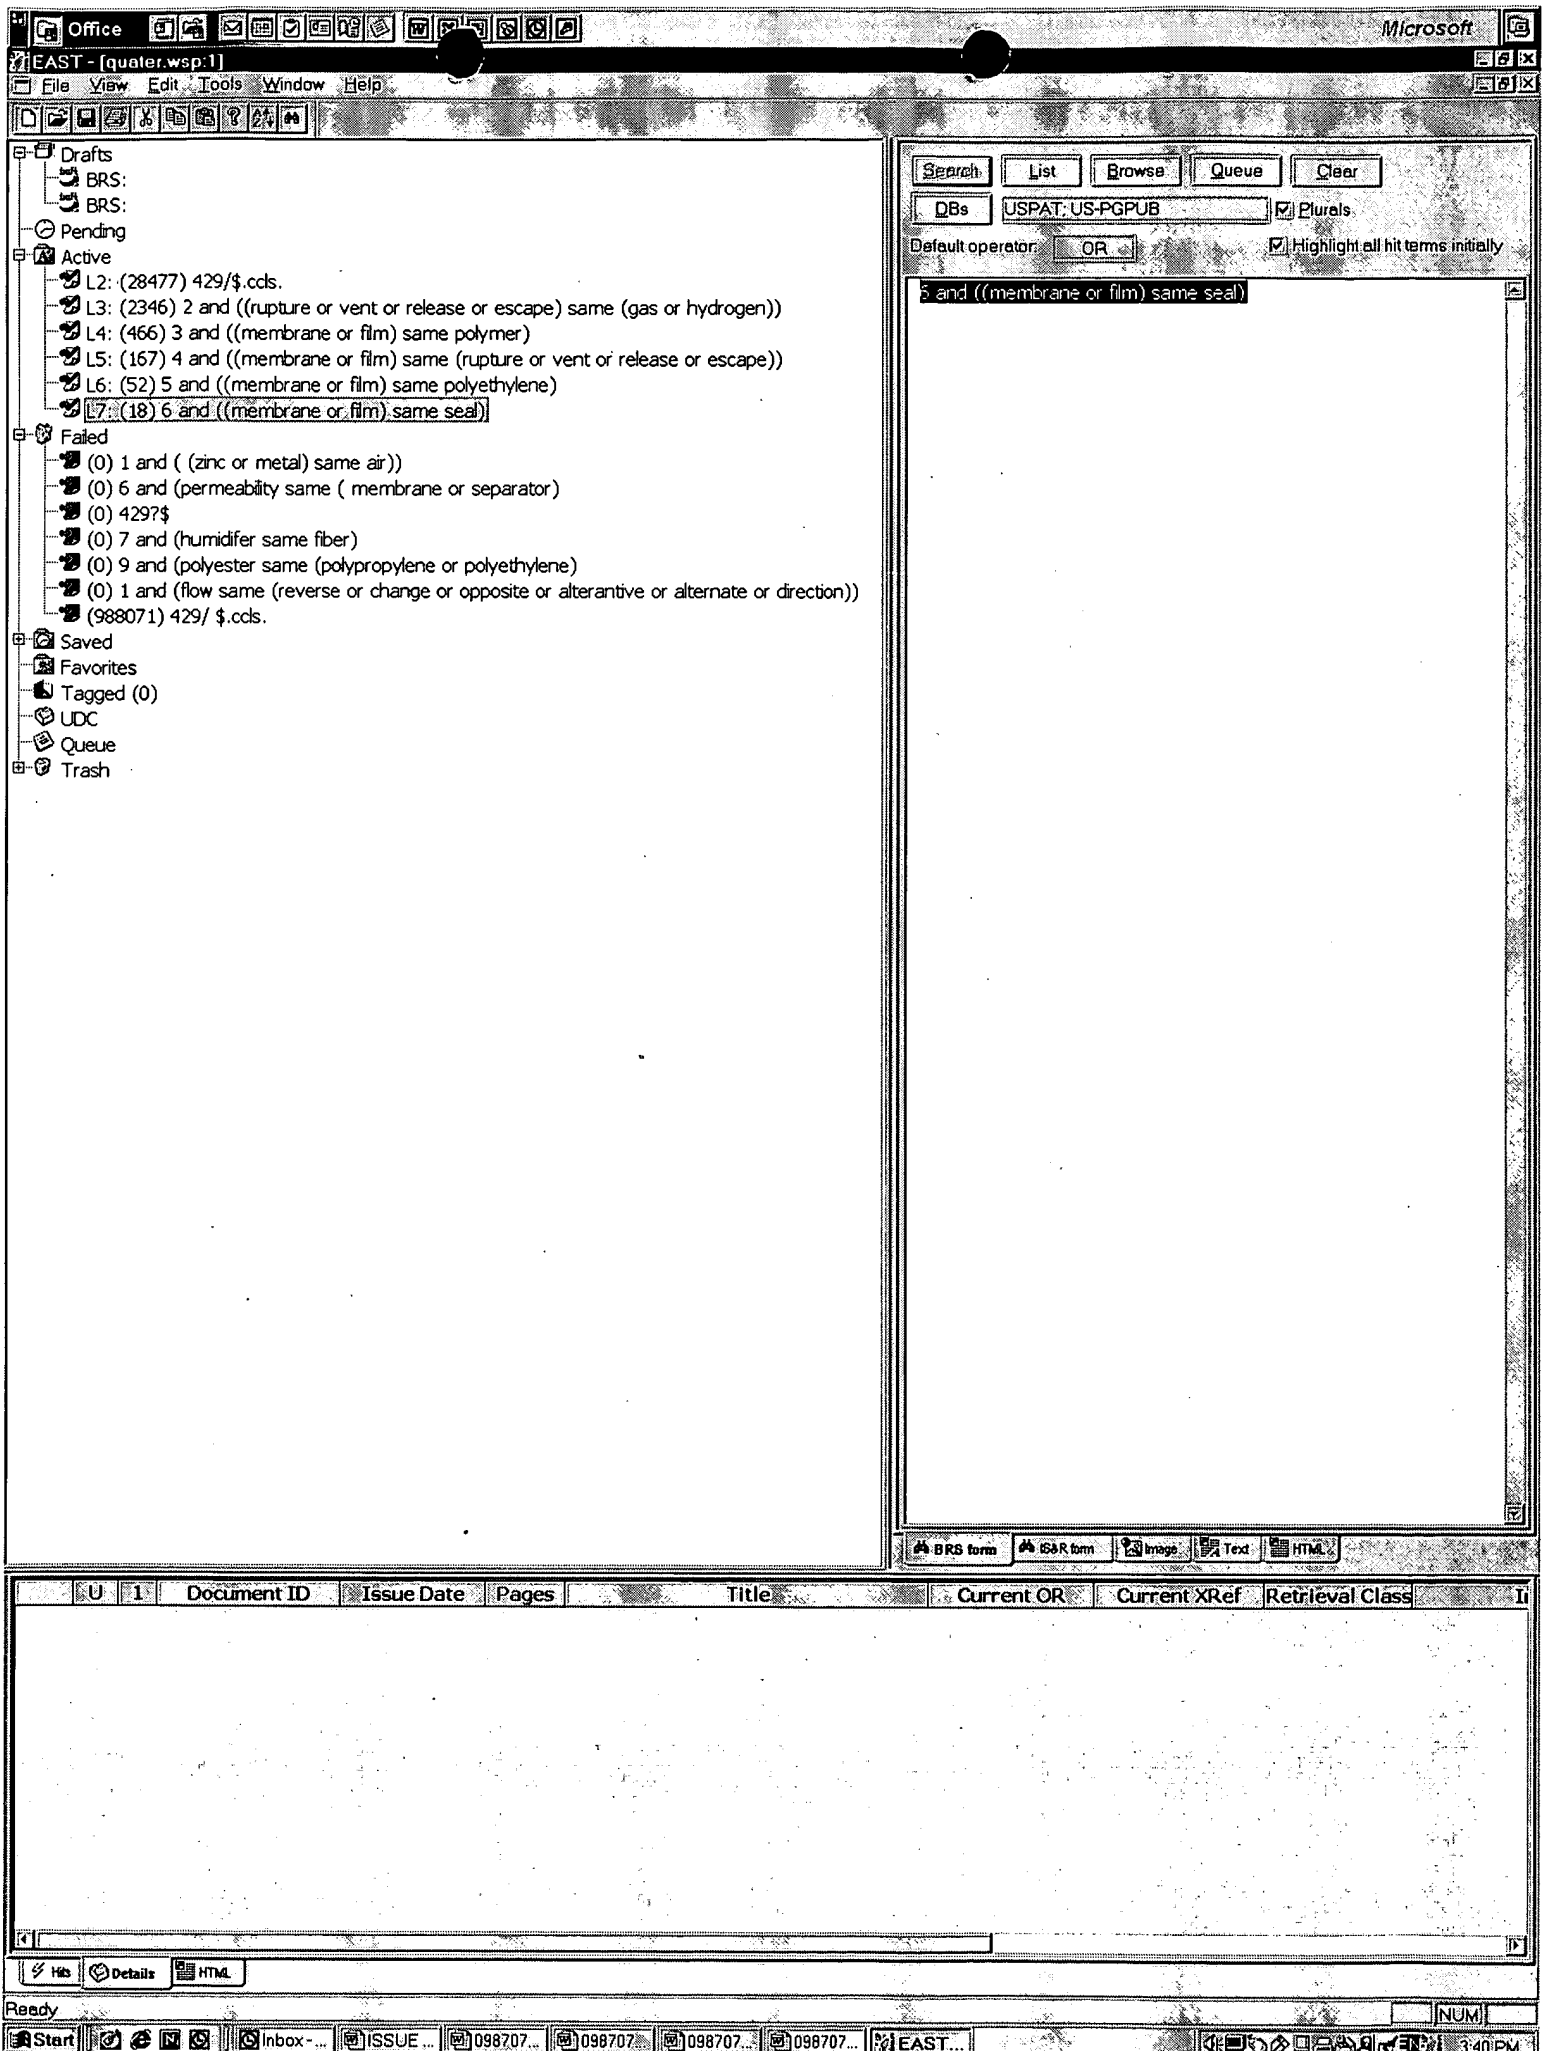 Office Microsoft
EAST - [quater.wsp:1]
File View Edit Tools Window Help
Drafts
BRS:
BRS:
Pending
Active
L2: (28477) 429/$.ccls.
L3: (2346) 2 and ((rupture or vent or release or escape) same (gas or hydrogen))
L4: (466) 3 and ((membrane or film) same polymer)
L5: (167) 4 and ((membrane or film) same (rupture or vent or release or escape))
L6: (52) 5 and ((membrane or film) same polyethylene)
L7: (18) 6 and ((membrane or film) same seal)
Failed
(0) 1 and ( (zinc or metal) same air))
(0) 6 and (permeability same ( membrane or separator)
(0) 429?$
(0) 7 and (humidifer same fiber)
(0) 9 and (polyester same (polypropylene or polyethylene)
(0) 1 and (flow same (reverse or change or opposite or alterantive or alternate or direction))
(988071) 429/ $.ccls.
Saved
Favorites
Tagged (0)
UDC
Queue
Trash
Search List Browse Queue Clear
DBs USPAT; US-PGPUB Plurals
Default operator: OR Highlight all hit terms initially
6 and ((membrane or film) same seal)
BRS form IS&R form Image Text HTML
U 1 Document ID Issue Date Pages Title Current OR Current XRef Retrieval Class
Hits Details HTML
Ready NUM
Start Inbox -... ISSUE ... 098707... 098707... 098707... 098707... EAST... 3:40 PM